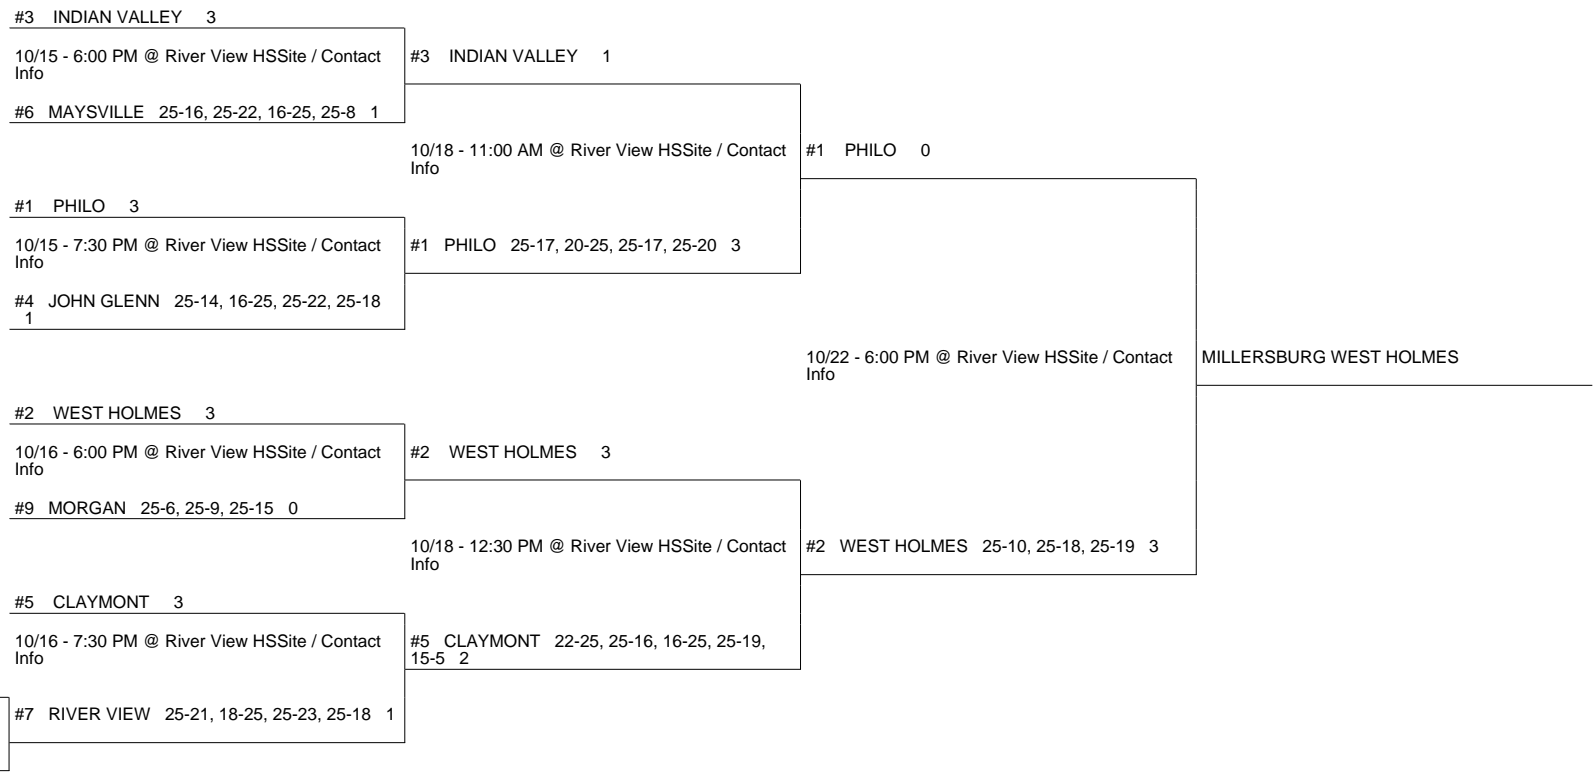 #3 INDIAN VALLEY 3
10/15 - 6:00 PM @ River View HSSite / Contact
Info
#6 MAYSVILLE 25-16, 25-22, 16-25, 25-8 1
#3 INDIAN VALLEY 1
10/18 - 11:00 AM @ River View HSSite / Contact
Info
#1 PHILO 0
#1 PHILO 3
10/15 - 7:30 PM @ River View HSSite / Contact
Info
#4 JOHN GLENN 25-14, 16-25, 25-22, 25-18
1
#1 PHILO 25-17, 20-25, 25-17, 25-20 3
10/22 - 6:00 PM @ River View HSSite / Contact
Info
MILLERSBURG WEST HOLMES
#2 WEST HOLMES 3
10/16 - 6:00 PM @ River View HSSite / Contact
Info
#9 MORGAN 25-6, 25-9, 25-15 0
#2 WEST HOLMES 3
10/18 - 12:30 PM @ River View HSSite / Contact
Info
#2 WEST HOLMES 25-10, 25-18, 25-19 3
#5 CLAYMONT 3
10/16 - 7:30 PM @ River View HSSite / Contact
Info
#7 RIVER VIEW 25-21, 18-25, 25-23, 25-18 1
#5 CLAYMONT 22-25, 25-16, 16-25, 25-19,
15-5 2